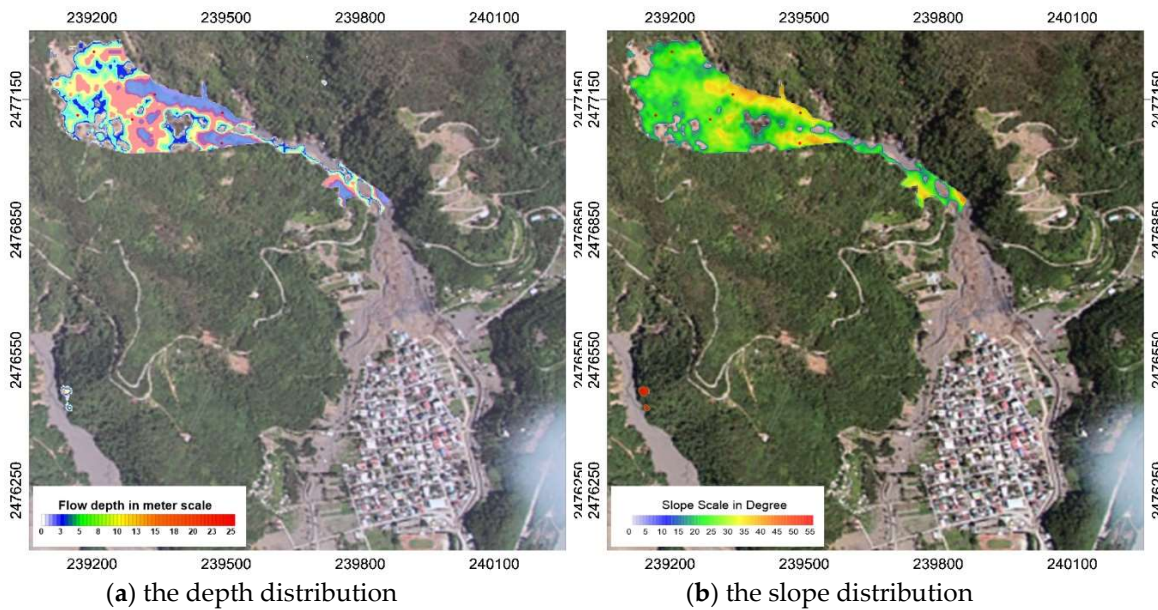 239200 239500 239800 240100 239200 239500 239800 240100
2477150 2477150 2477150
2476850 2476850 2476850
2476550 2476550 2476550
2476250 2476250 2476250
Flow depth in meter scale
0 1 3 5 8 10 13 15 18 20 23 25
Slope Scale in Degree
0 5 10 15 20 25 30 35 40 45 50 55
239200 239500 239800 240100 239200 239500 239800 240100
(a) the depth distribution (b) the slope distribution